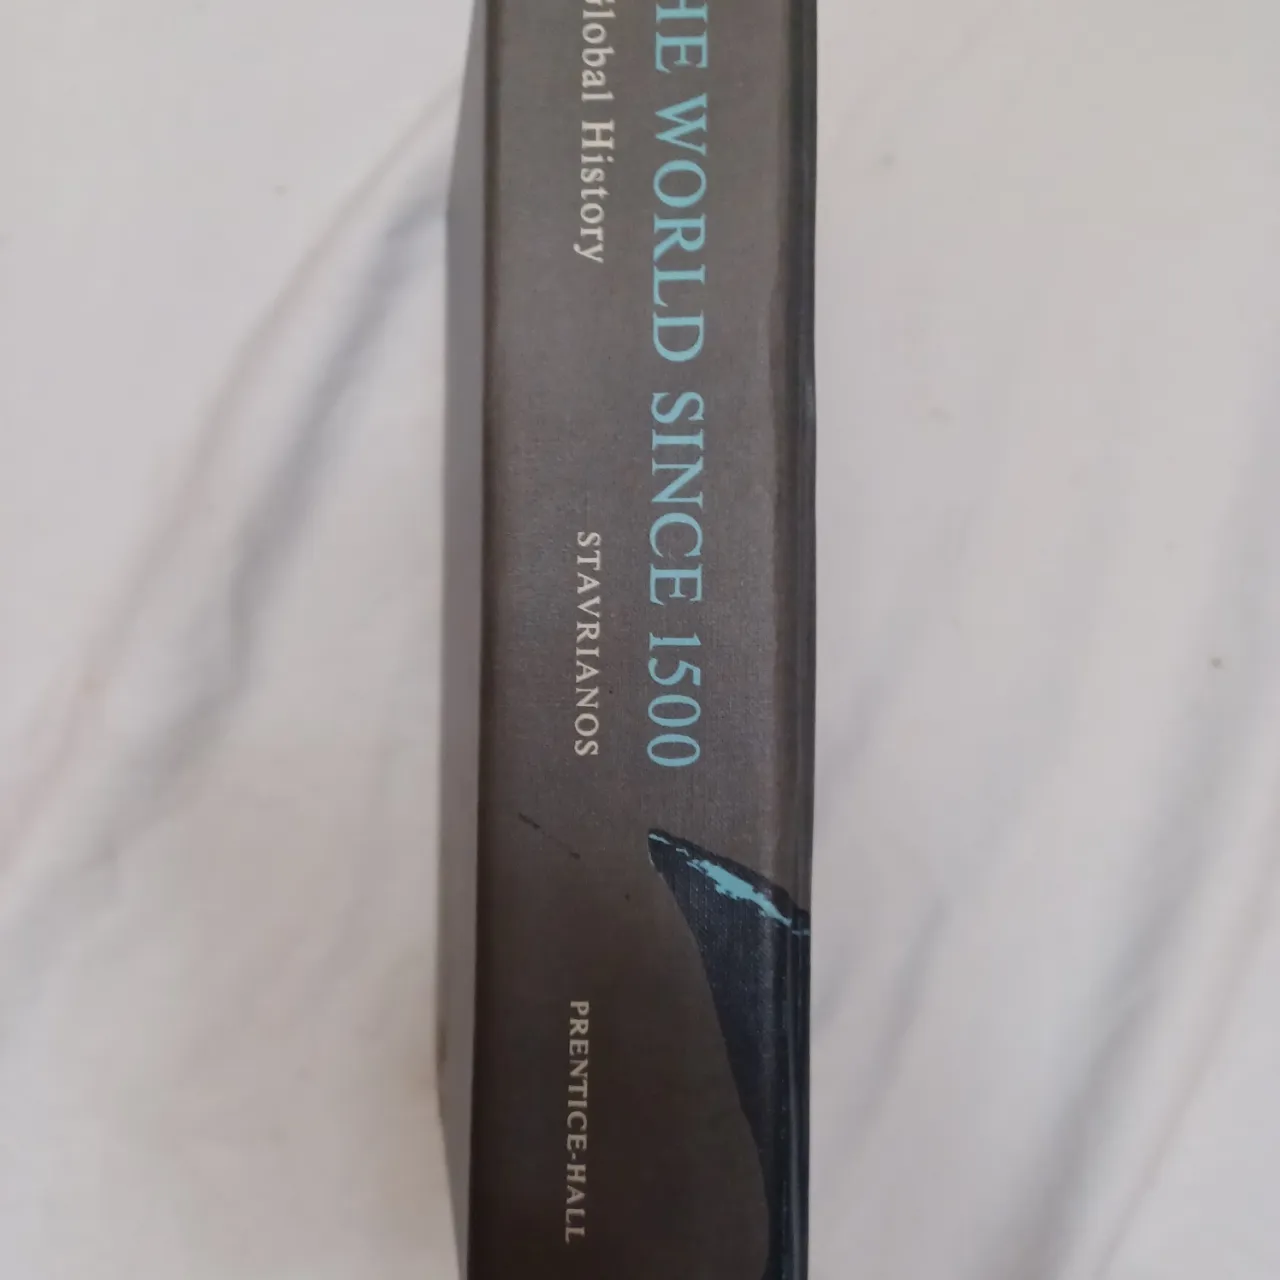 HE WORLD SINCE 1500
Global History
STAVRIANOS
PRENTICE-HALL